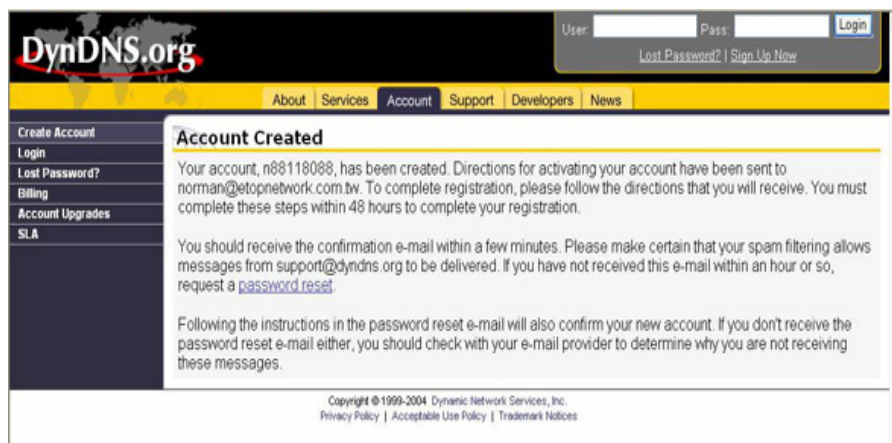 User: Pass: Login
DynDNS.org
Lost Password? | Sign Up Now
About Services Account Support Developers News
Create Account
Login
Lost Password?
Billing
Account Upgrades
SLA
Account Created
Your account, n88118088, has been created. Directions for activating your account have been sent to
norman@etopnetwork.com.tw. To complete registration, please follow the directions that you will receive. You must
complete these steps within 48 hours to complete your registration.
You should receive the confirmation e-mail within a few minutes. Please make certain that your spam filtering allows
messages from support@dyndns.org to be delivered. If you have not received this e-mail within an hour or so,
request a password reset.
Following the instructions in the password reset e-mail will also confirm your new account. If you don't receive the
password reset e-mail either, you should check with your e-mail provider to determine why you are not receiving
these messages.
Copyright © 1999-2004 Dynamic Network Services, Inc.
Privacy Policy | Acceptable Use Policy | Trademark Notices